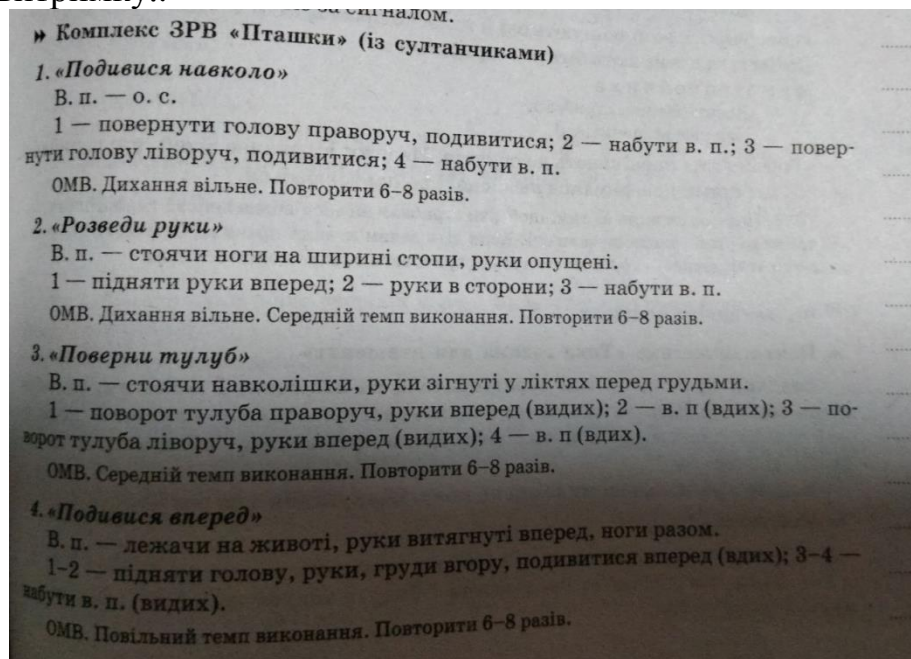 за сигналом.
» Комплекс ЗРВ «Пташки» (із султанчиками)
1. «Подивися навколо»
В. п. — о. с.
1 — повернути голову праворуч, подивитися; 2 — набути в. п.; 3 — повер-
нути голову ліворуч, подивитися; 4 — набути в. п.
ОМВ. Дихання вільне. Повторити 6–8 разів.
2. «Розведи руки»
В. п. — стоячи ноги на ширині стопи, руки опущені.
1 — підняти руки вперед; 2 — руки в сторони; 3 — набути в. п.
ОМВ. Дихання вільне. Середній темп виконання. Повторити 6–8 разів.
3. «Поверни тулуб»
В. п. — стоячи навколішки, руки зігнуті у ліктях перед грудьми.
1 — поворот тулуба праворуч, руки вперед (видих); 2 — в. п (вдих); 3 — по-
ворот тулуба ліворуч, руки вперед (видих); 4 — в. п (вдих).
ОМВ. Середній темп виконання. Повторити 6–8 разів.
4. «Подивися вперед»
В. п. — лежачи на животі, руки витягнуті вперед, ноги разом.
1–2 — підняти голову, руки, груди вгору, подивитися вперед (вдих); 3–4 —
набути в. п. (видих).
ОМВ. Повільний темп виконання. Повторити 6–8 разів.